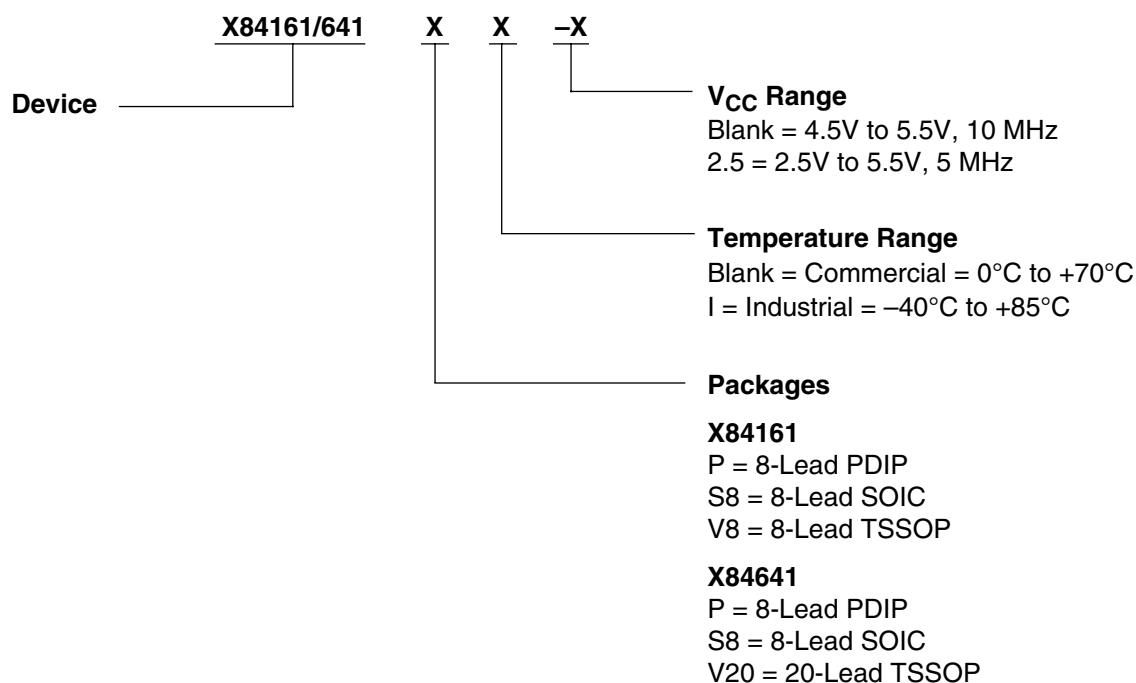 X84161/641 X X –X
Device
VCC Range
Blank = 4.5V to 5.5V, 10 MHz
2.5 = 2.5V to 5.5V, 5 MHz
Temperature Range
Blank = Commercial = 0°C to +70°C
I = Industrial = –40°C to +85°C
Packages
X84161
P = 8-Lead PDIP
S8 = 8-Lead SOIC
V8 = 8-Lead TSSOP
X84641
P = 8-Lead PDIP
S8 = 8-Lead SOIC
V20 = 20-Lead TSSOP